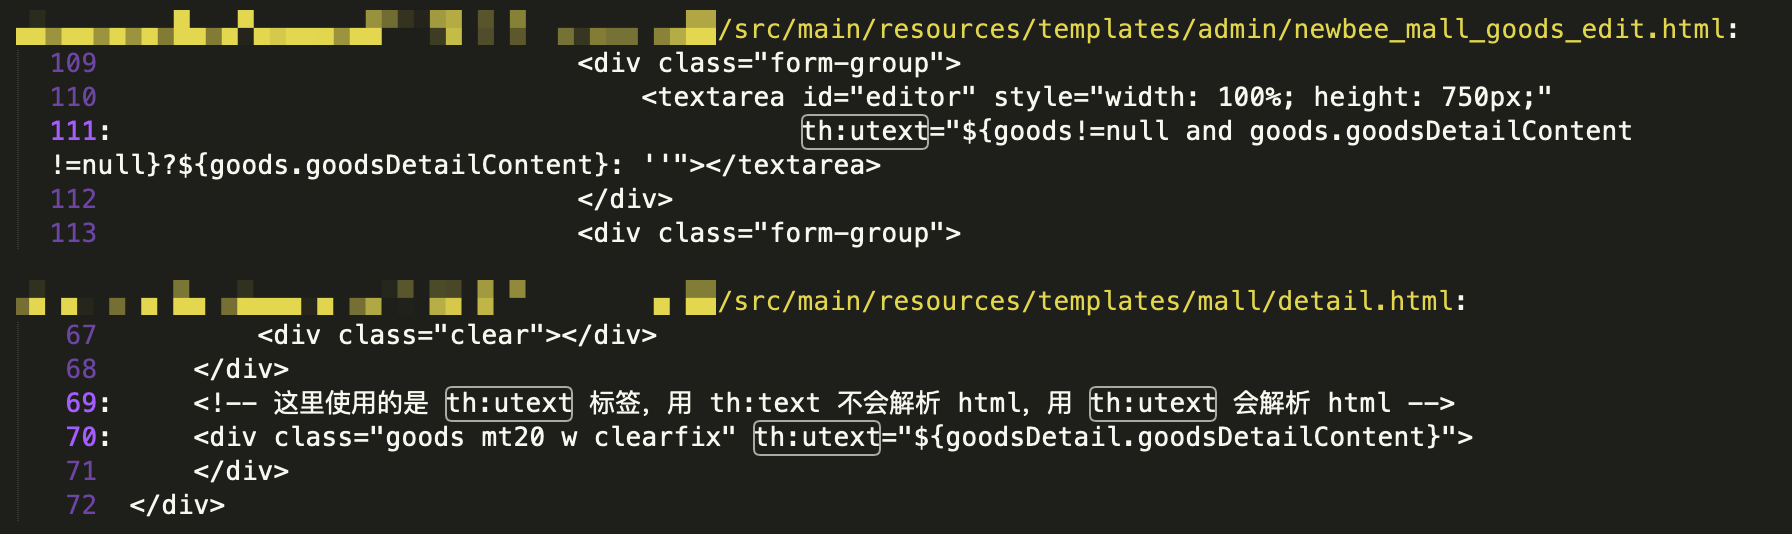 /src/main/resources/templates/admin/newbee_mall_goods_edit.html:
109 <div class="form-group">
110 <textarea id="editor" style="width: 100%; height: 750px;"
111: th:utext="${goods!=null and goods.goodsDetailContent
!=null}?${goods.goodsDetailContent}: ''"></textarea>
112 </div>
113 <div class="form-group">
/src/main/resources/templates/mall/detail.html:
67 <div class="clear"></div>
68 </div>
69: <!-- 这里使用的是 th:utext 标签，用 th:text 不会解析 html，用 th:utext 会解析 html -->
70: <div class="goods mt20 w clearfix" th:utext="${goodsDetail.goodsDetailContent}">
71 </div>
72 </div>